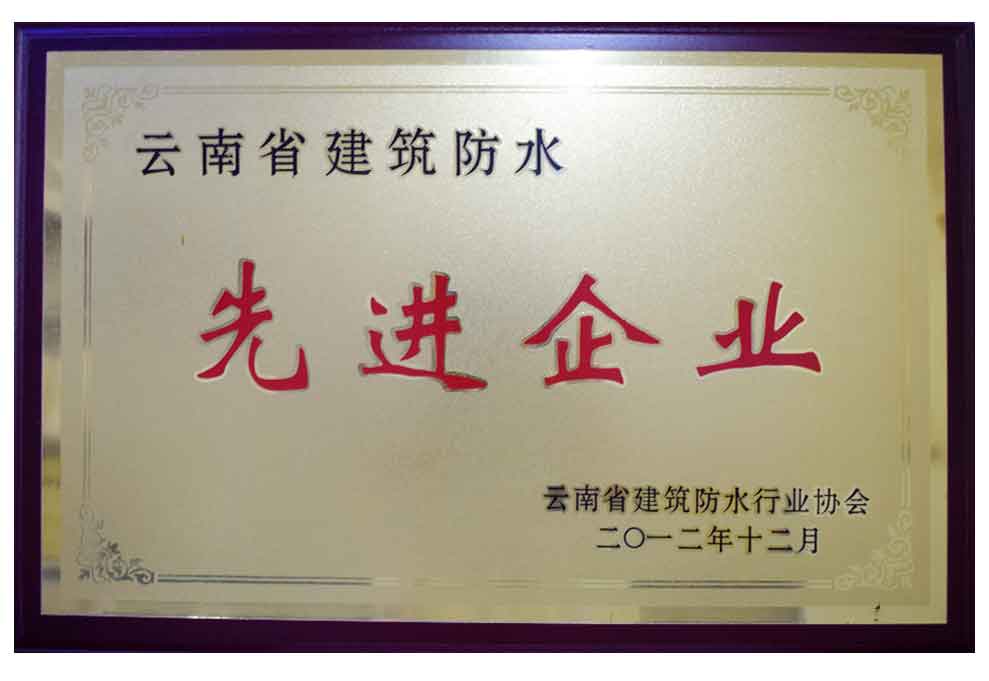 云南省建筑防水
先进企业
云南省建筑防水行业协会
二〇一二年十二月